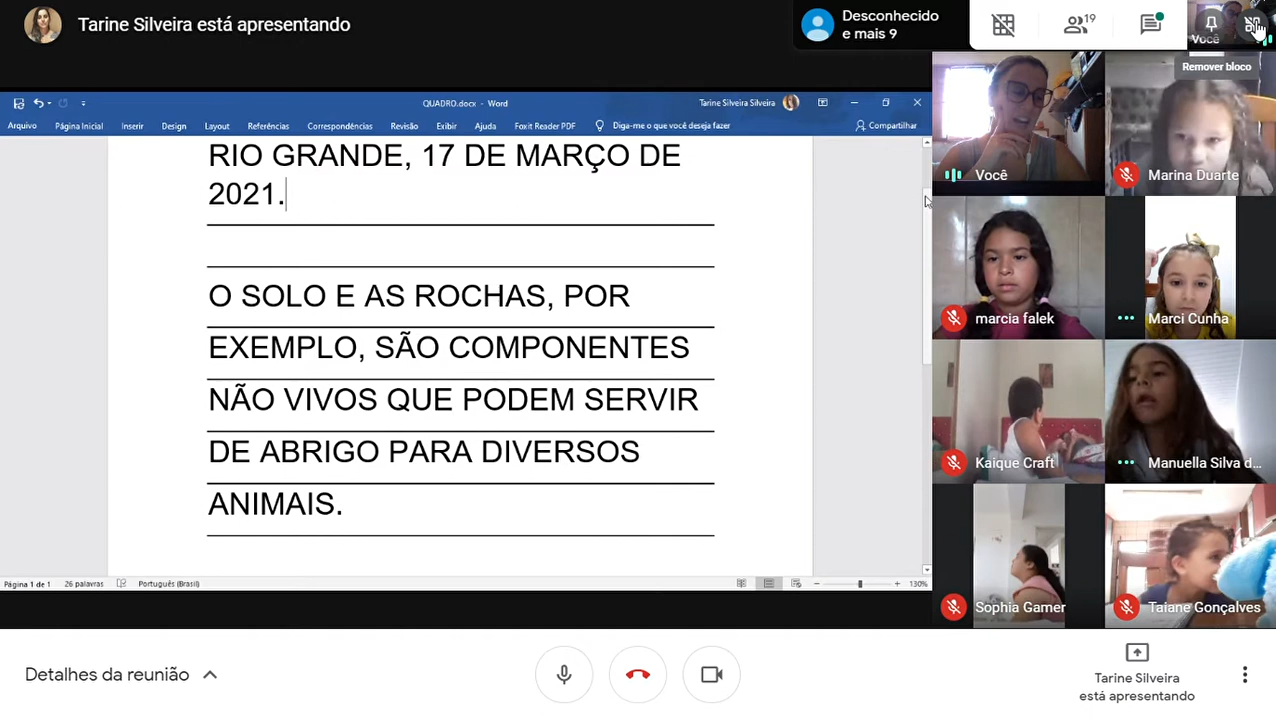 Tarine Silveira está apresentando
Desconhecido
e mais 9
19
Você
Remover bloco
QUADRO.docx - Word
Tarine Silveira Silveira
Arquivo
Página Inicial
Inserir
Design
Layout
Referências
Correspondências
Revisão
Exibir
Ajuda
Foxit Reader PDF
Diga-me o que você deseja fazer
Compartilhar
RIO GRANDE, 17 DE MARÇO DE
2021.
O SOLO E AS ROCHAS, POR
EXEMPLO, SÃO COMPONENTES
NÃO VIVOS QUE PODEM SERVIR
DE ABRIGO PARA DIVERSOS
ANIMAIS.
Página 1 de 1
26 palavras
Português (Brasil)
130%
Você
Marina Duarte
marcia falek
Marci Cunha
Kaique Craft
Manuella Silva d...
Sophia Gamer
Taiane Gonçalves
Detalhes da reunião
Tarine Silveira
está apresentando